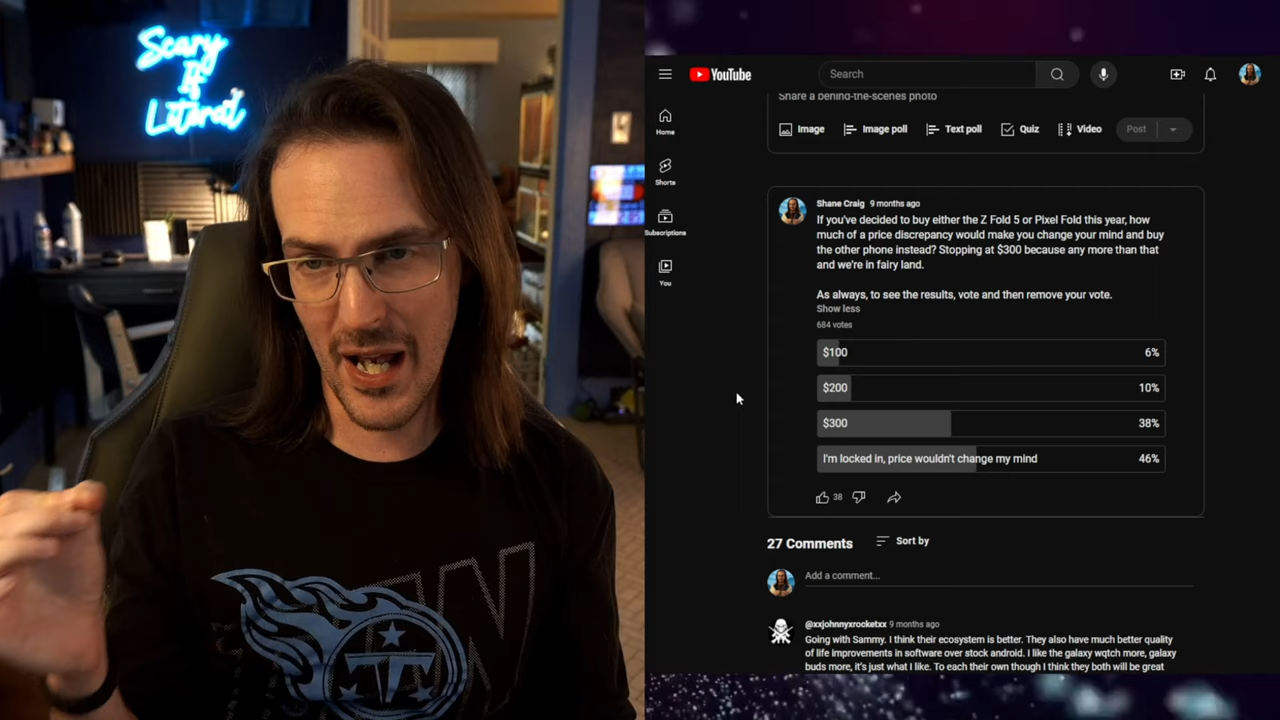 Scary
If
Literal
TEN
YouTube
Search
Home
Shorts
Subscriptions
You
Share a behind-the-scenes photo
Image
Image poll
Text poll
Quiz
Video
Post
Shane Craig 9 months ago
If you've decided to buy either the Z Fold 5 or Pixel Fold this year, how
much of a price discrepancy would make you change your mind and buy
the other phone instead? Stopping at $300 because any more than that
and we're in fairy land.
As always, to see the results, vote and then remove your vote.
Show less
684 votes
$100 6%
$200 10%
$300 38%
I'm locked in, price wouldn't change my mind 46%
38
27 Comments
Sort by
Add a comment...
@xxjohnnyxrocketxx 9 months ago
Going with Sammy. I think their ecosystem is better. They also have much better quality
of life improvements in software over stock android. I like the galaxy wqtch more, galaxy
buds more, it's just what I like. To each their own though I think they both will be great